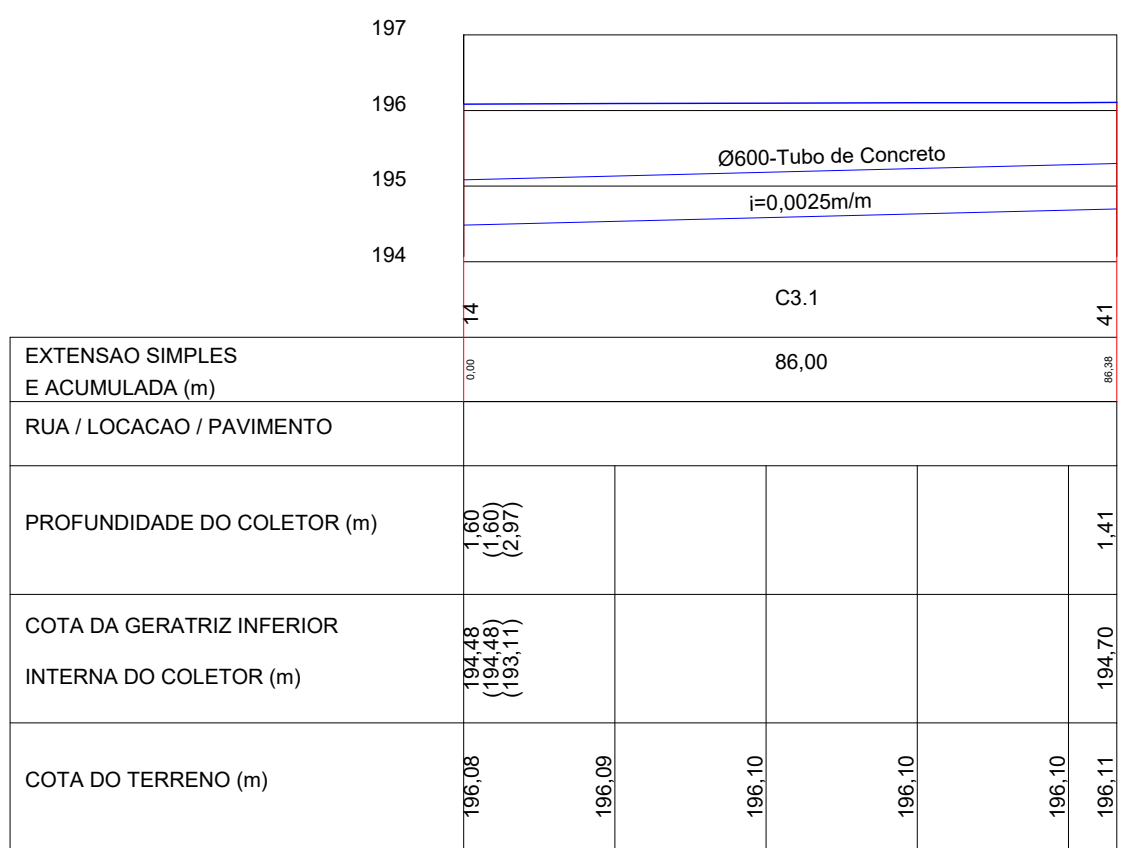 197
196
195
194
Ø600-Tubo de Concreto
i=0,0025m/m
C3.1
14
41
EXTENSAO SIMPLES
E ACUMULADA (m)
0,00
86,00
86,38
RUA / LOCACAO / PAVIMENTO
PROFUNDIDADE DO COLETOR (m)
1,60
(1,60)
(2,97)
1,41
COTA DA GERATRIZ INFERIOR
INTERNA DO COLETOR (m)
194,48
(194,48)
(193,11)
194,70
COTA DO TERRENO (m)
196,08
196,09
196,10
196,10
196,10
196,11